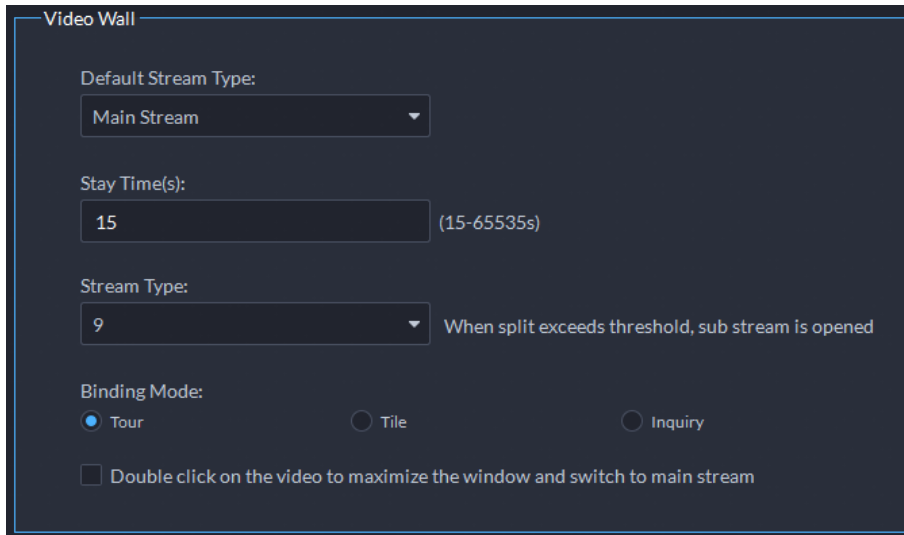 Video Wall
Default Stream Type:
Main Stream
Stay Time(s):
15 (15-65535s)
Stream Type:
9 When split exceeds threshold, sub stream is opened
Binding Mode:
Tour Tile Inquiry
Double click on the video to maximize the window and switch to main stream